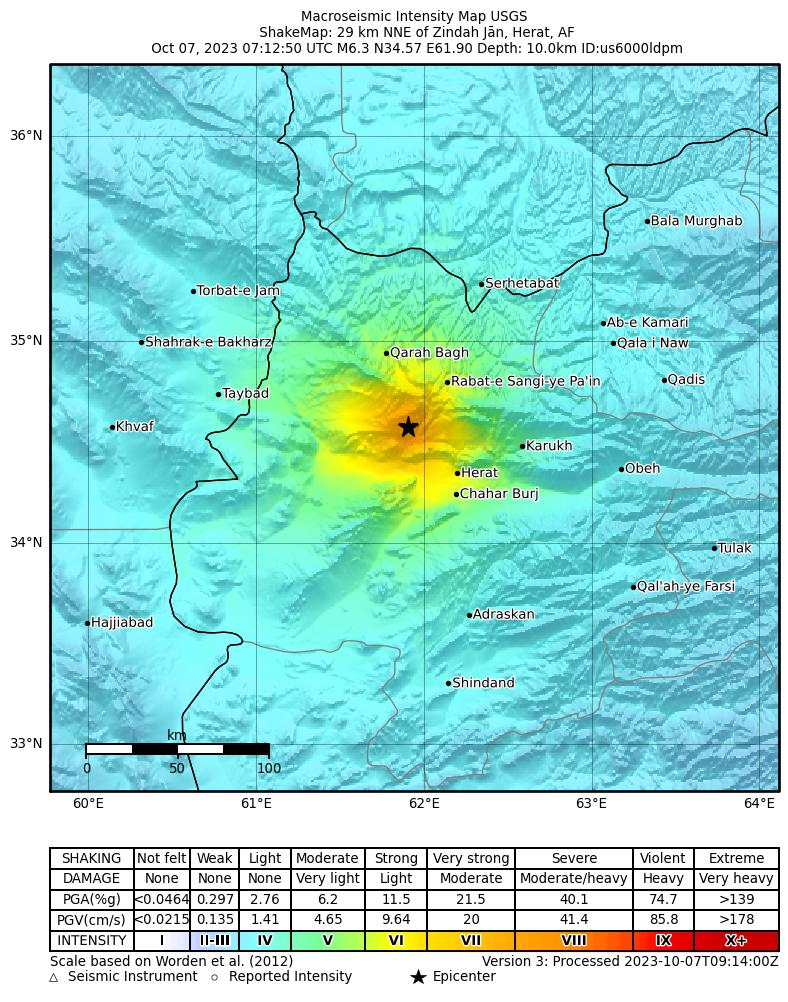 Macroseismic Intensity Map USGS
ShakeMap: 29 km NNE of Zindah Jān, Herat, AF
Oct 07, 2023 07:12:50 UTC M6.3 N34.57 E61.90 Depth: 10.0km ID:us6000ldpm
36°N
Bala Murghab
Serhetabat
Torbat-e Jam
Ab-e Kamari
35°N
Shahrak-e Bakharz
Qala i Naw
Qarah Bagh
Rabat-e Sangi-ye Pa'in
Qadis
Taybad
Khvaf
Karukh
Herat
Obeh
Chahar Burj
34°N
Tulak
Qal'ah-ye Farsi
Adraskan
Hajjiabad
Shindand
km
33°N
0 50 100
60°E 61°E 62°E 63°E 64°E
SHAKING Not felt Weak Light Moderate Strong Very strong Severe Violent Extreme
DAMAGE None None None Very light Light Moderate Moderate/heavy Heavy Very heavy
PGA(%g) <0.0464 0.297 2.76 6.2 11.5 21.5 40.1 74.7 >139
PGV(cm/s) <0.0215 0.135 1.41 4.65 9.64 20 41.4 85.8 >178
INTENSITY I II-III IV V VI VII VIII IX X+
Scale based on Worden et al. (2012) Version 3: Processed 2023-10-07T09:14:00Z
△ Seismic Instrument ○ Reported Intensity ★ Epicenter